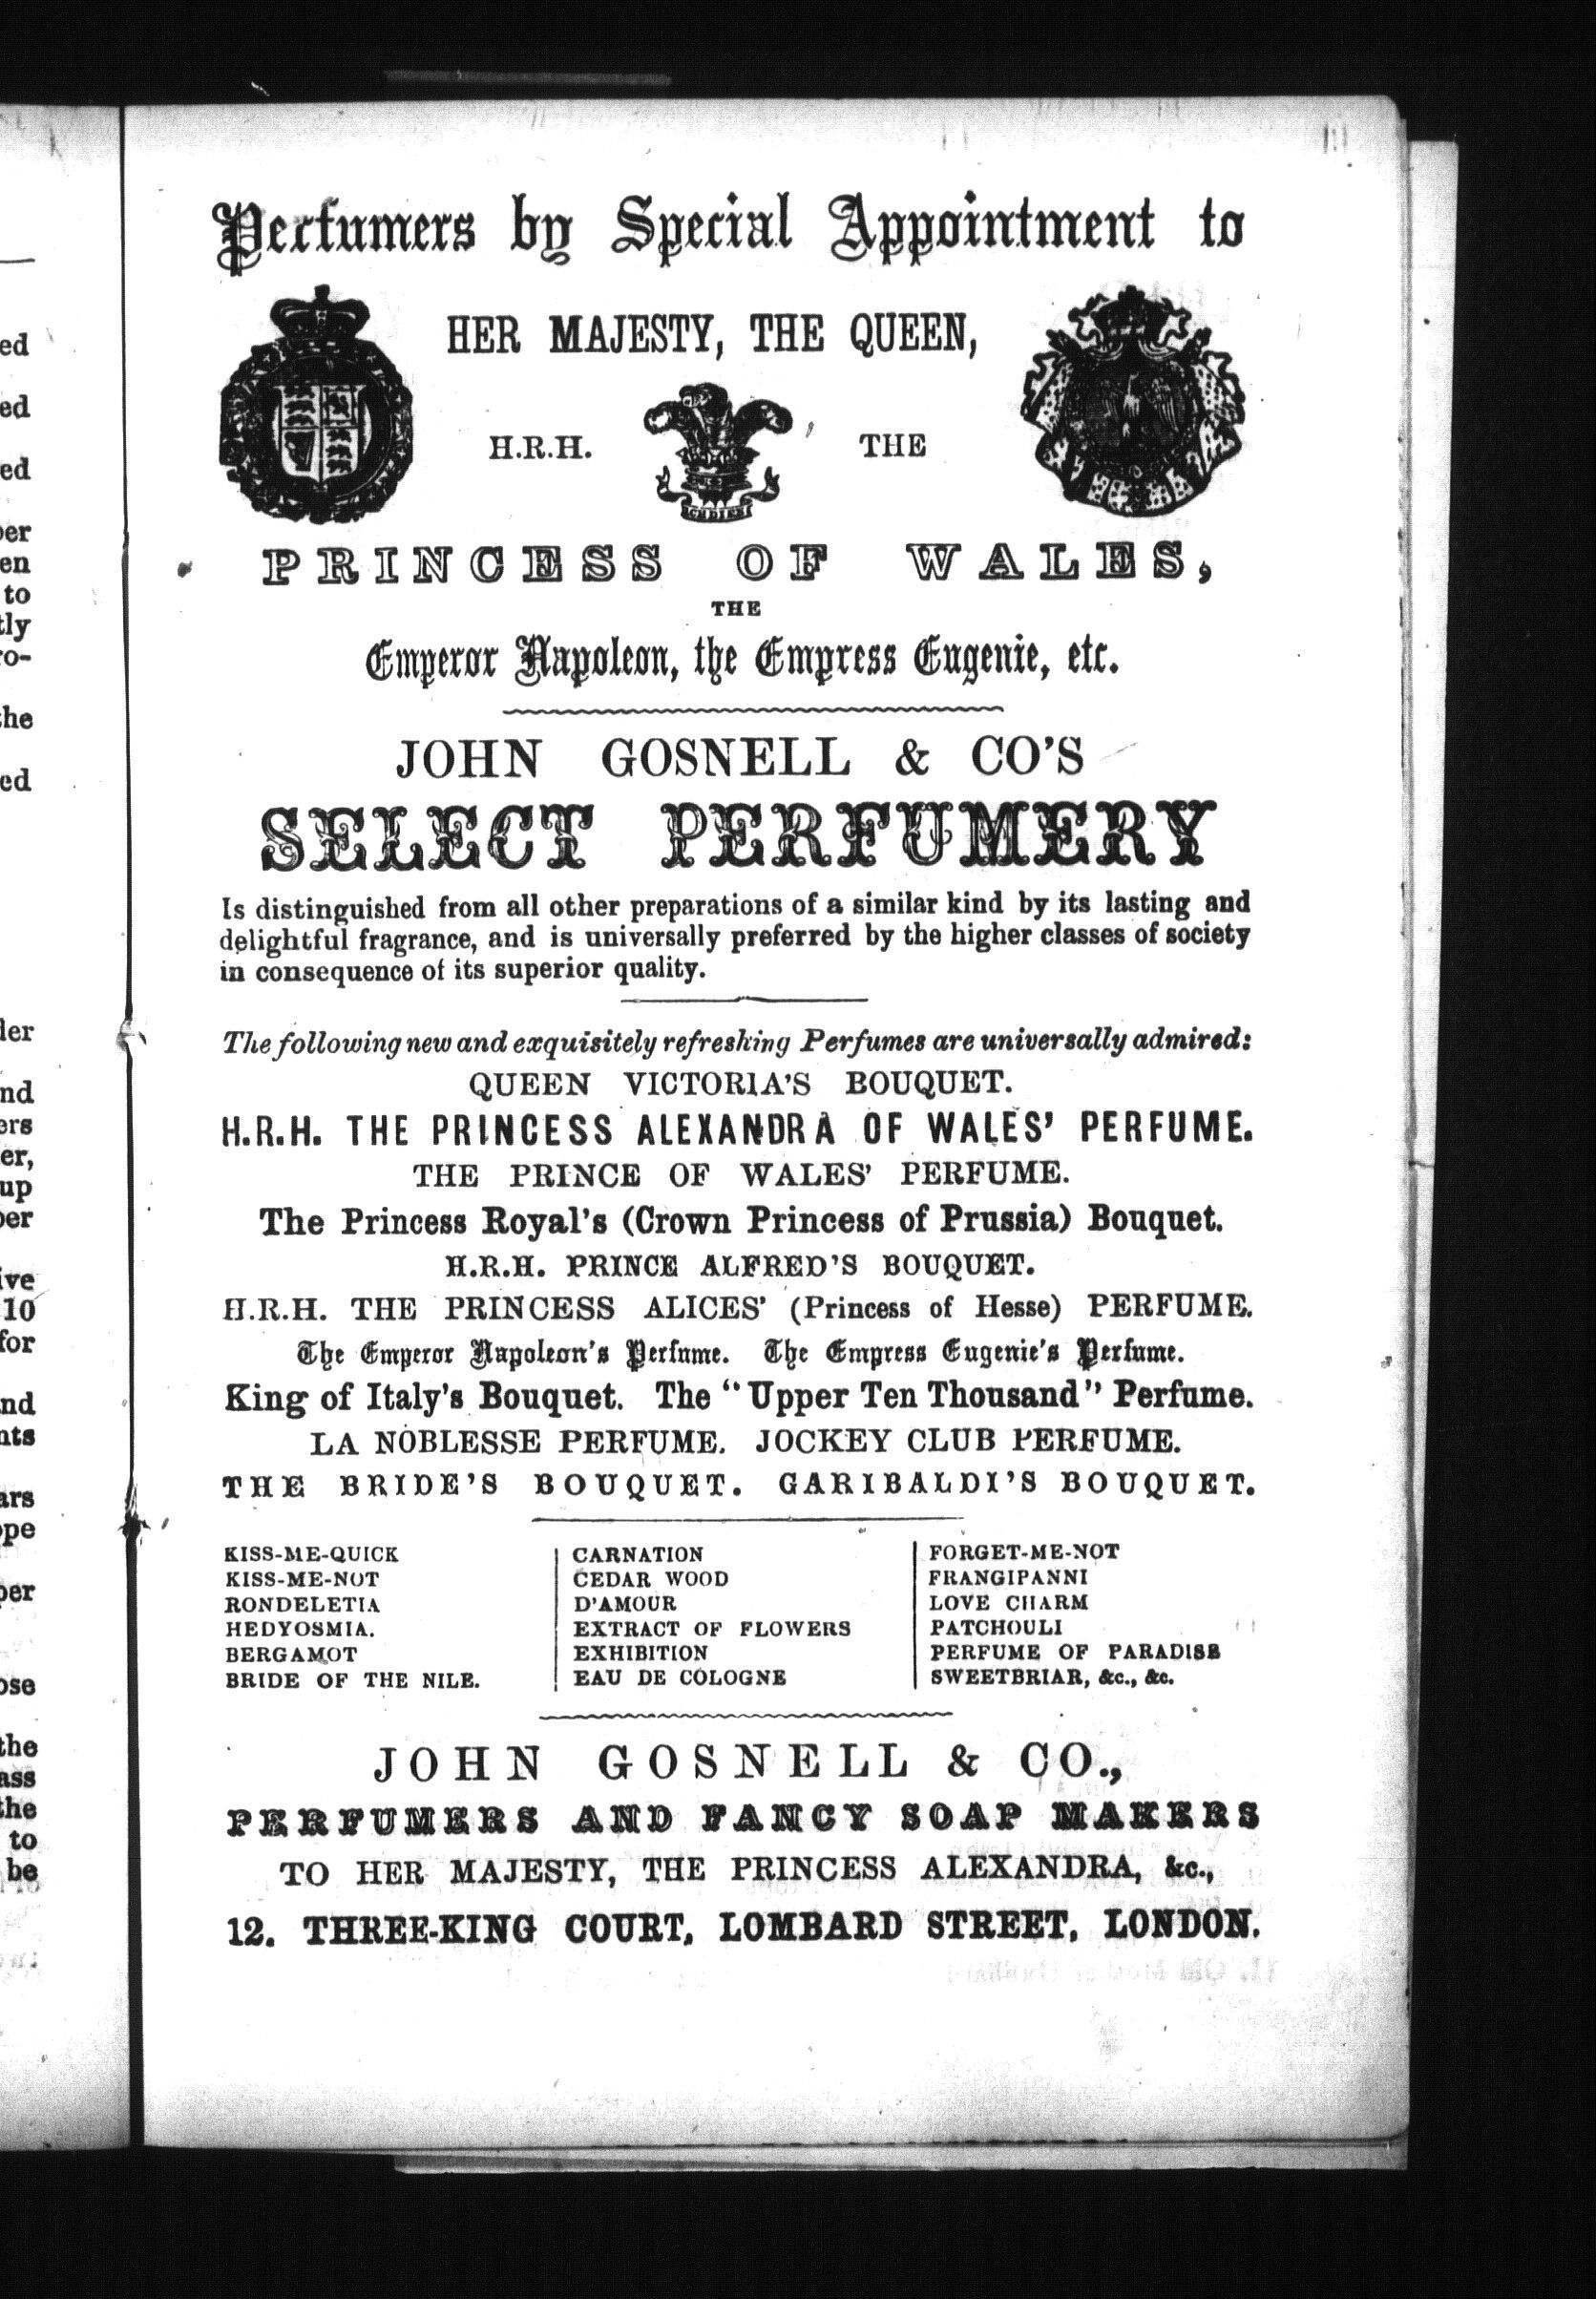 Perfumers by Special Appointment to
HER MAJESTY, THE QUEEN,
H.R.H. THE
PRINCESS OF WALES,
THE
Emperor Napoleon, the Empress Eugenie, etc.
JOHN GOSNELL & CO'S
SELECT PERFUMERY
Is distinguished from all other preparations of a similar kind by its lasting and
delightful fragrance, and is universally preferred by the higher classes of society
in consequence of its superior quality.
The following new and exquisitely refreshing Perfumes are universally admired:
QUEEN VICTORIA'S BOUQUET.
H.R.H. THE PRINCESS ALEXANDRA OF WALES' PERFUME.
THE PRINCE OF WALES' PERFUME.
The Princess Royal's (Crown Princess of Prussia) Bouquet.
H.R.H. PRINCE ALFRED'S BOUQUET.
H.R.H. THE PRINCESS ALICES' (Princess of Hesse) PERFUME.
The Emperor Napoleon's Perfume. The Empress Eugenie's Perfume.
King of Italy's Bouquet. The "Upper Ten Thousand" Perfume.
LA NOBLESSE PERFUME. JOCKEY CLUB PERFUME.
THE BRIDE'S BOUQUET. GARIBALDI'S BOUQUET.
KISS-ME-QUICK
KISS-ME-NOT
RONDELETIA
HEDYOSMIA.
BERGAMOT
BRIDE OF THE NILE.
CARNATION
CEDAR WOOD
D'AMOUR
EXTRACT OF FLOWERS
EXHIBITION
EAU DE COLOGNE
FORGET-ME-NOT
FRANGIPANNI
LOVE CHARM
PATCHOULI
PERFUME OF PARADISE
SWEETBRIAR, &c., &c.
JOHN GOSNELL & CO.,
PERFUMERS AND FANCY SOAP MAKERS
TO HER MAJESTY, THE PRINCESS ALEXANDRA, &c.,
12. THREE-KING COURT, LOMBARD STREET, LONDON.